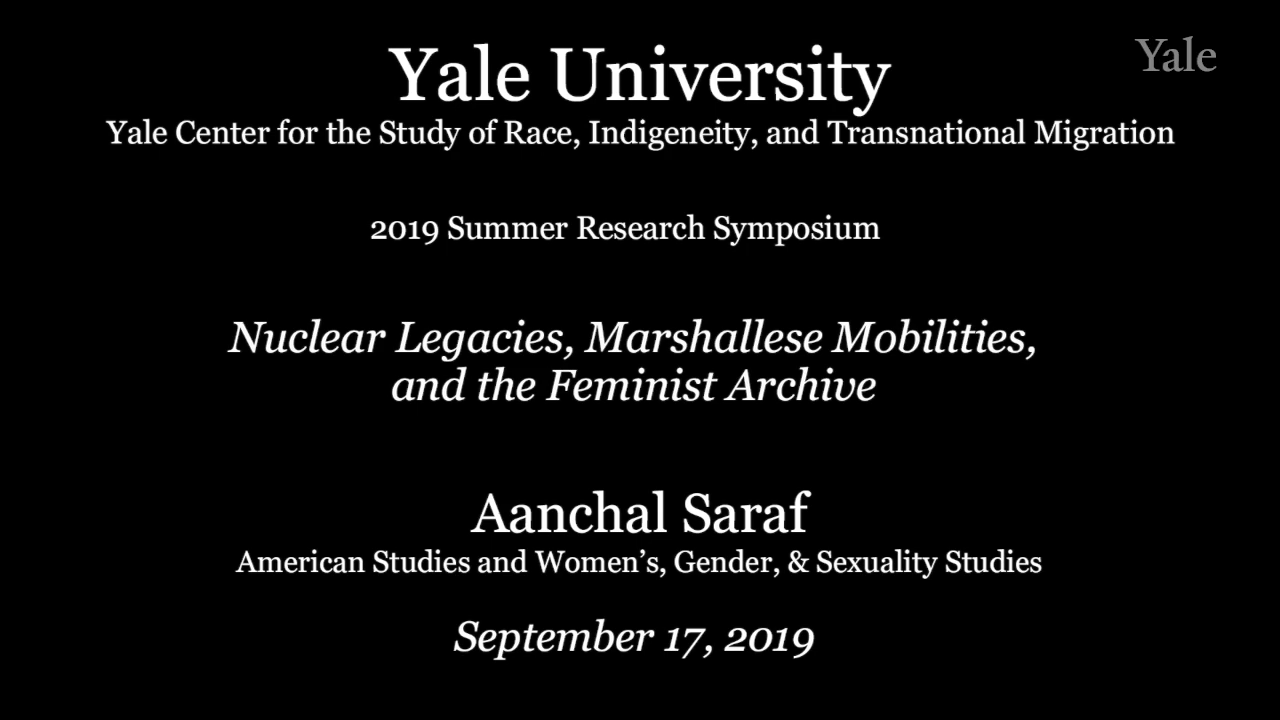 Yale University
Yale
Yale Center for the Study of Race, Indigeneity, and Transnational Migration
2019 Summer Research Symposium
Nuclear Legacies, Marshallese Mobilities,
and the Feminist Archive
Aanchal Saraf
American Studies and Women’s, Gender, & Sexuality Studies
September 17, 2019